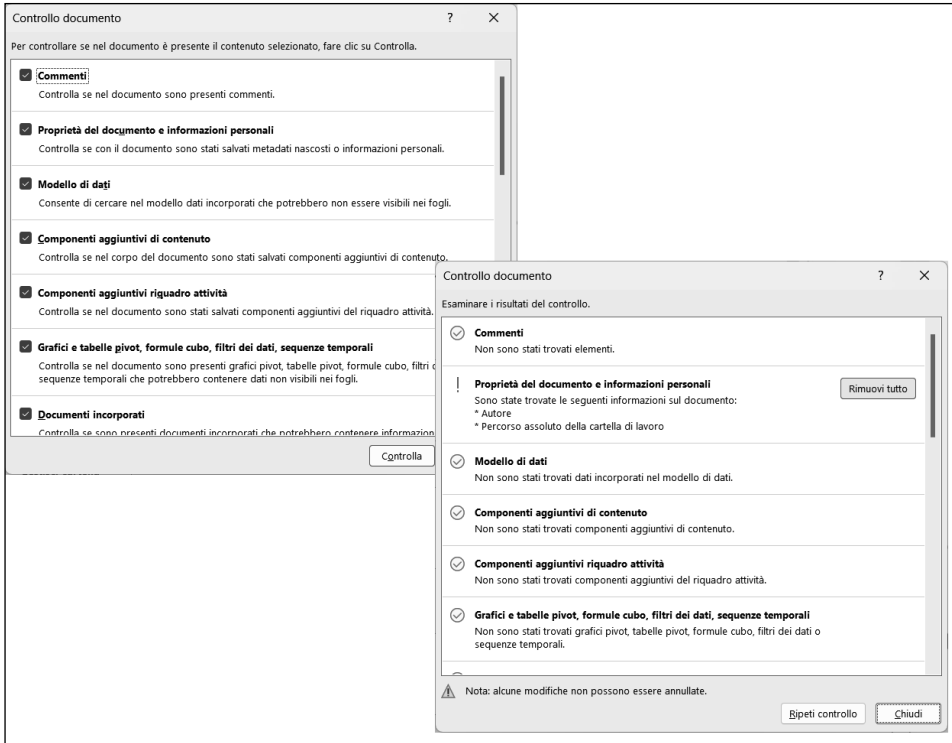 Controllo documento ? ×
Per controllare se nel documento è presente il contenuto selezionato, fare clic su Controlla.
Commenti
Controlla se nel documento sono presenti commenti.
Proprietà del documento e informazioni personali
Controlla se con il documento sono stati salvati metadati nascosti o informazioni personali.
Modello di dati
Consente di cercare nel modello dati incorporati che potrebbero non essere visibili nei fogli.
Componenti aggiuntivi di contenuto
Controlla se nel corpo del documento sono stati salvati componenti aggiuntivi di contenuto.
Componenti aggiuntivi riquadro attività
Controlla se nel documento sono stati salvati componenti aggiuntivi del riquadro attività.
Grafici e tabelle pivot, formule cubo, filtri dei dati, sequenze temporali
Controlla se nel documento sono presenti grafici pivot, tabelle pivot, formule cubo, filtri
sequenze temporali che potrebbero contenere dati non visibili nei fogli.
Documenti incorporati
Controlla se sono presenti documenti incorporati che potrebbero contenere
Controlla
Controllo documento ? ×
Esaminare i risultati del controllo.
Commenti
Non sono stati trovati elementi.
Proprietà del documento e informazioni personali
Rimuovi tutto
Sono state trovate le seguenti informazioni sul documento:
* Autore
* Percorso assoluto della cartella di lavoro
Modello di dati
Non sono stati trovati dati incorporati nel modello di dati.
Componenti aggiuntivi di contenuto
Non sono stati trovati componenti aggiuntivi di contenuto.
Componenti aggiuntivi riquadro attività
Non sono stati trovati componenti aggiuntivi del riquadro attività.
Grafici e tabelle pivot, formule cubo, filtri dei dati, sequenze temporali
Non sono stati trovati grafici pivot, tabelle pivot, formule cubo, filtri dei dati o
sequenze temporali.
Nota: alcune modifiche non possono essere annullate.
Ripeti controllo
Chiudi